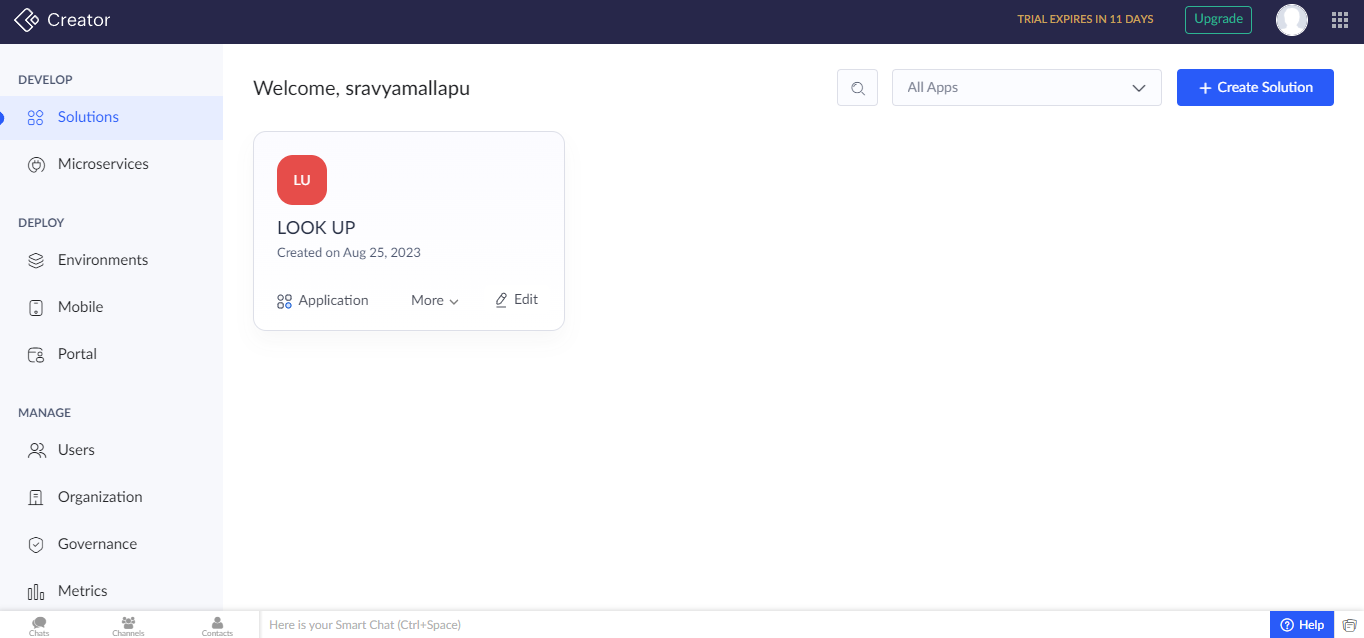 Creator
TRIAL EXPIRES IN 11 DAYS
Upgrade
DEVELOP
Solutions
Microservices
DEPLOY
Environments
Mobile
Portal
MANAGE
Users
Organization
Governance
Metrics
Welcome, sravyamallapu
All Apps
+ Create Solution
LU
LOOK UP
Created on Aug 25, 2023
Application
More
Edit
Chats
Channels
Contacts
Here is your Smart Chat (Ctrl+Space)
? Help